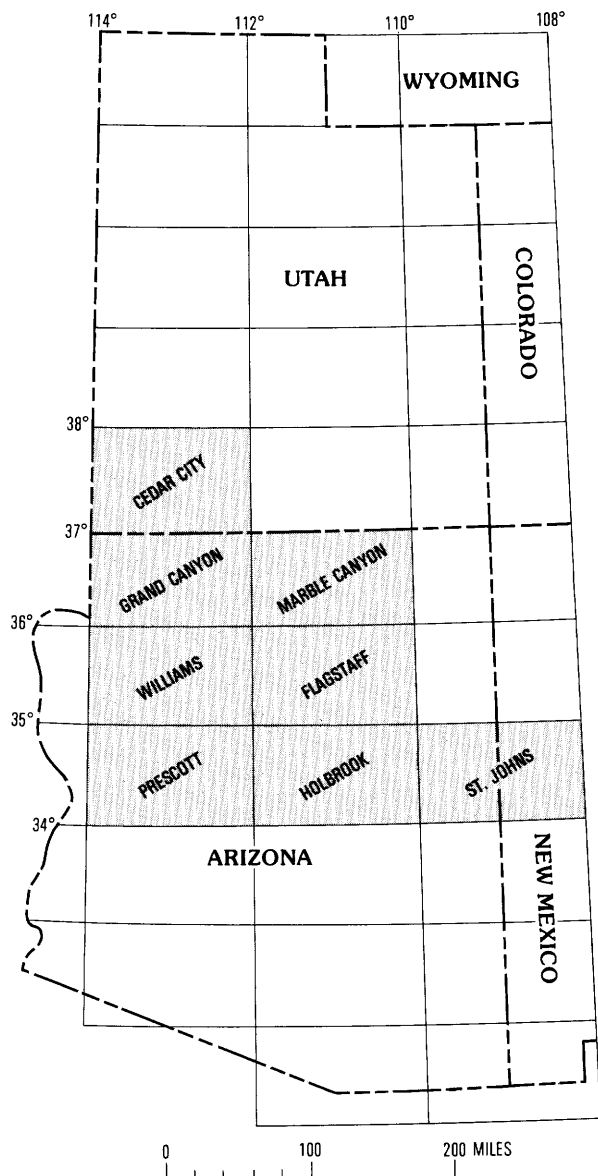 114° 112° 110° 108°
WYOMING
UTAH
COLORADO
38°
CEDAR CITY
37°
GRAND CANYON
MARBLE CANYON
36°
WILLIAMS
FLAGSTAFF
35°
PRESCOTT
HOLBROOK
ST. JOHNS
34°
ARIZONA
NEW MEXICO
0 100 200 MILES